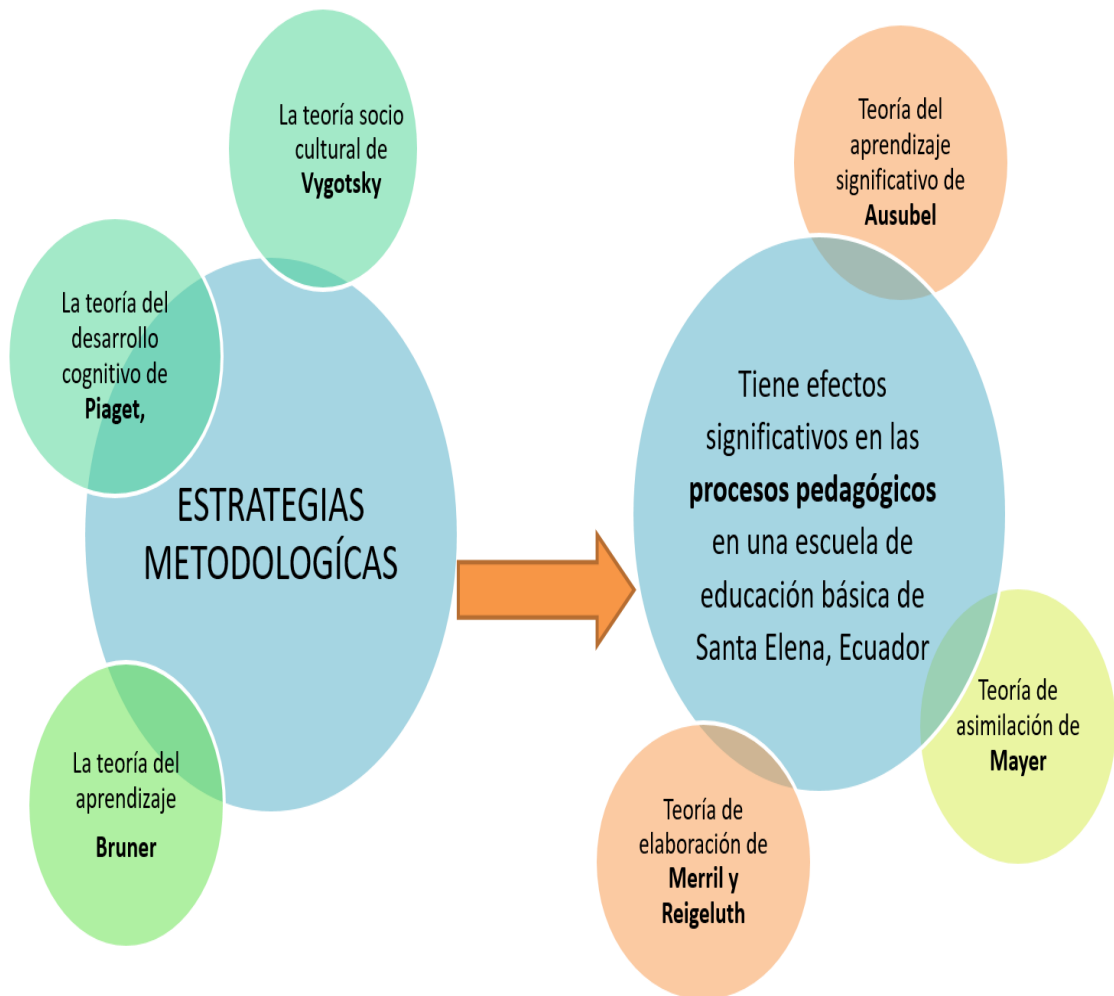 La teoría socio
cultural de
Vygotsky
La teoría del
desarrollo
cognitivo de
Piaget,
ESTRATEGIAS
METODOLOGÍCAS
La teoría del
aprendizaje
Bruner
Teoría del
aprendizaje
significativo de
Ausubel
Tiene efectos
significativos en las
procesos pedagógicos
en una escuela de
educación básica de
Santa Elena, Ecuador
Teoría de
asimilación de
Mayer
Teoría de
elaboración de
Merril y
Reigeluth